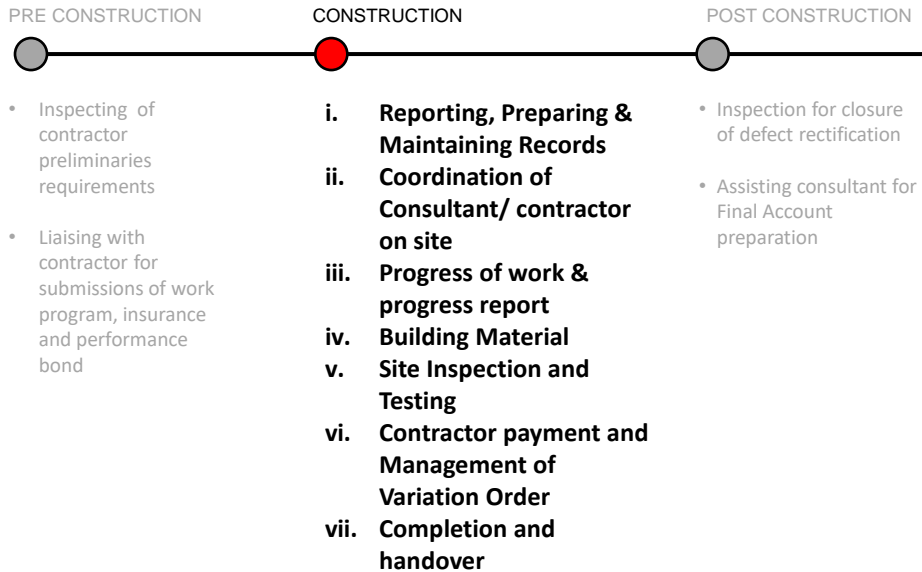 PRE CONSTRUCTION
CONSTRUCTION
POST CONSTRUCTION
• Inspecting of
contractor
preliminaries
requirements
• Liaising with
contractor for
submissions of work
program, insurance
and performance
bond
i. Reporting, Preparing &
Maintaining Records
ii. Coordination of
Consultant/ contractor
on site
iii. Progress of work &
progress report
iv. Building Material
v. Site Inspection and
Testing
vi. Contractor payment and
Management of
Variation Order
vii. Completion and
handover
• Inspection for closure
of defect rectification
• Assisting consultant for
Final Account
preparation